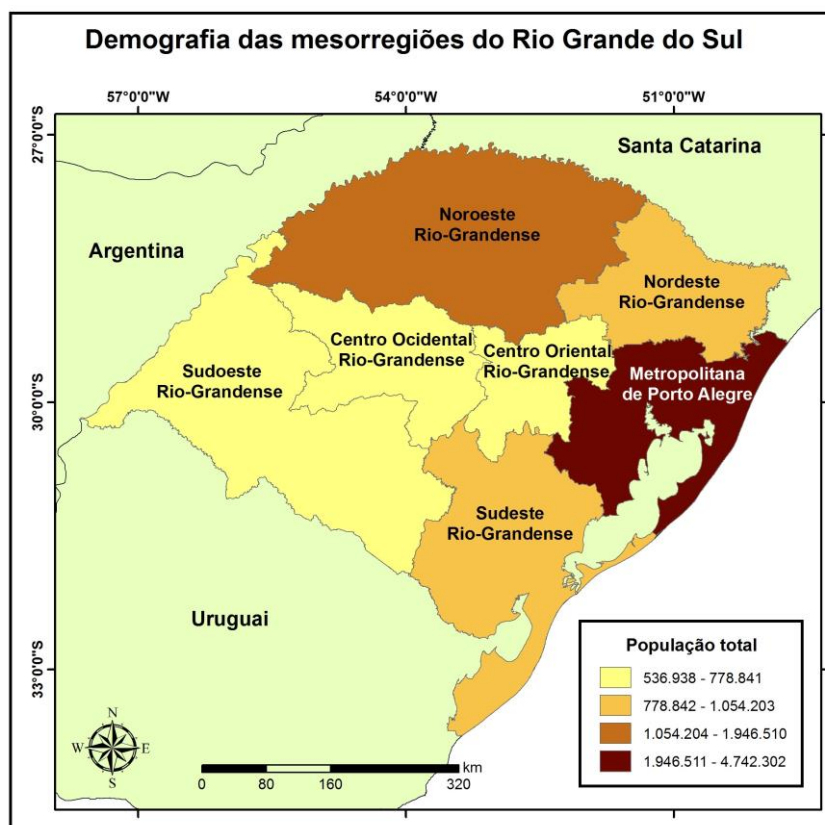 Demografia das mesorregiões do Rio Grande do Sul
57°0'0"W
54°0'0"W
51°0'0"W
27°0'0"S
30°0'0"S
33°0'0"S
Santa Catarina
Argentina
Noroeste
Rio-Grandense
Nordeste
Rio-Grandense
Centro Ocidental
Rio-Grandense
Centro Oriental
Rio-Grandense
Sudoeste
Rio-Grandense
Metropolitana
de Porto Alegre
Sudeste
Rio-Grandense
Uruguai
População total
536.938 - 778.841
778.842 - 1.054.203
1.054.204 - 1.946.510
1.946.511 - 4.742.302
N
W
E
S
km
0
80
160
320